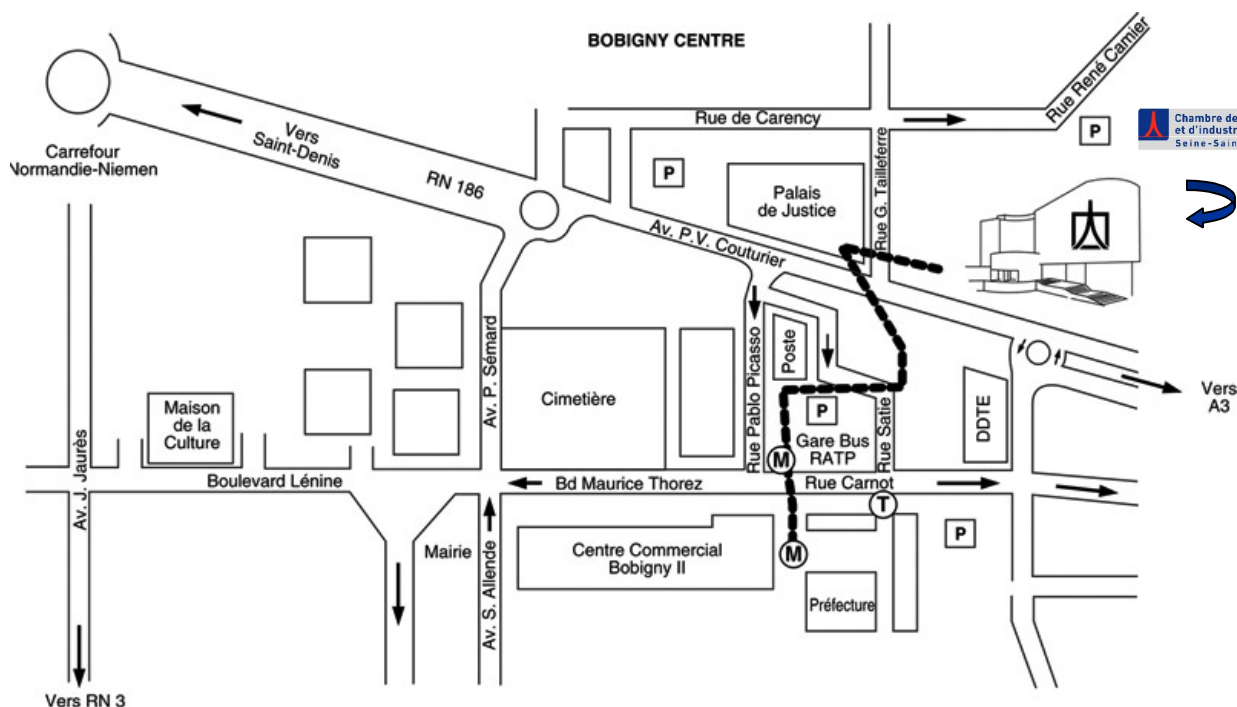 BOBIGNY CENTRE
Rue René Camier
Rue de Carency
P
Chambre de
et d'industr
Seine-Sain
Vers
Saint-Denis
Carrefour
Normandie-Niemen
RN 186
P
Palais
de Justice
Rue G. Tailleferre
Av. P.V. Couturier
Av. P. Sémard
Cimetière
Rue Pablo Picasso
Poste
P
Gare Bus
RATP
Rue Satie
DDTE
Vers
A3
Maison
de la
Culture
Av. J. Jaurès
Boulevard Lénine
Bd Maurice Thorez
M
Rue Carnot
T
P
Mairie
Av. S. Allende
Centre Commercial
Bobigny II
M
Préfecture
Vers RN 3